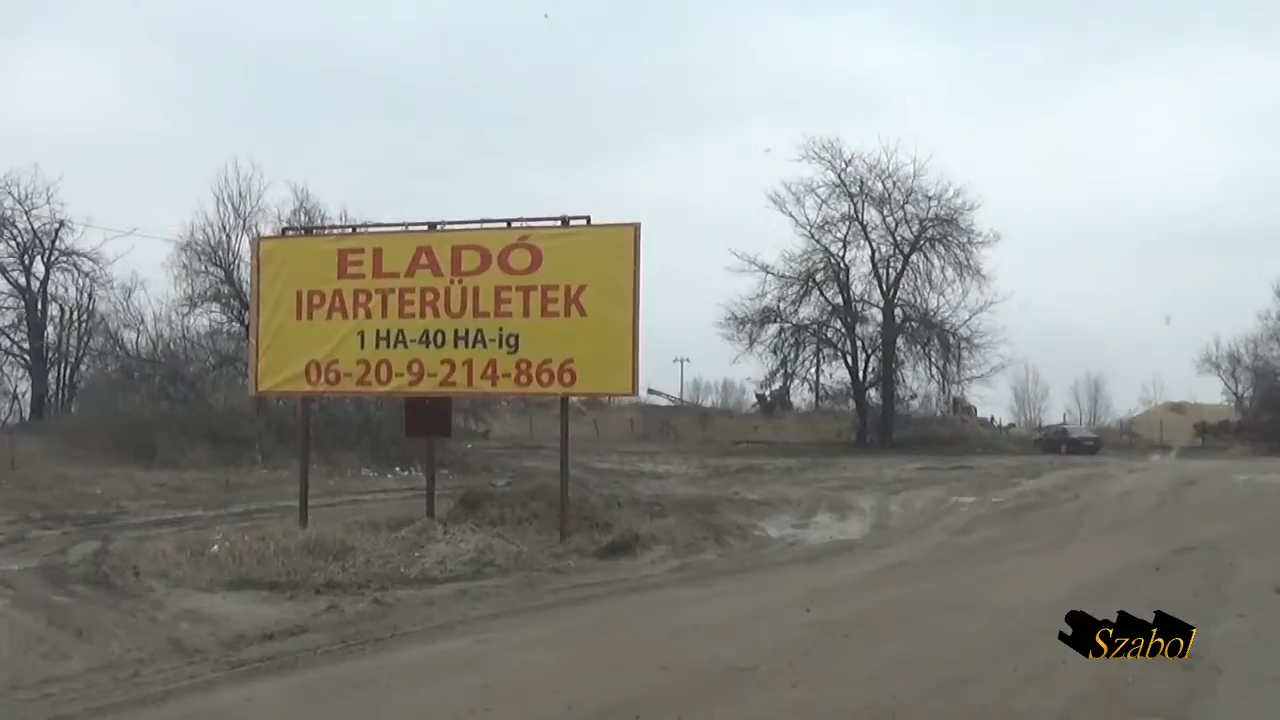 ELADÓ
IPARTERÜLETEK
1 HA-40 HA-ig
06-20-9-214-866
Szabol